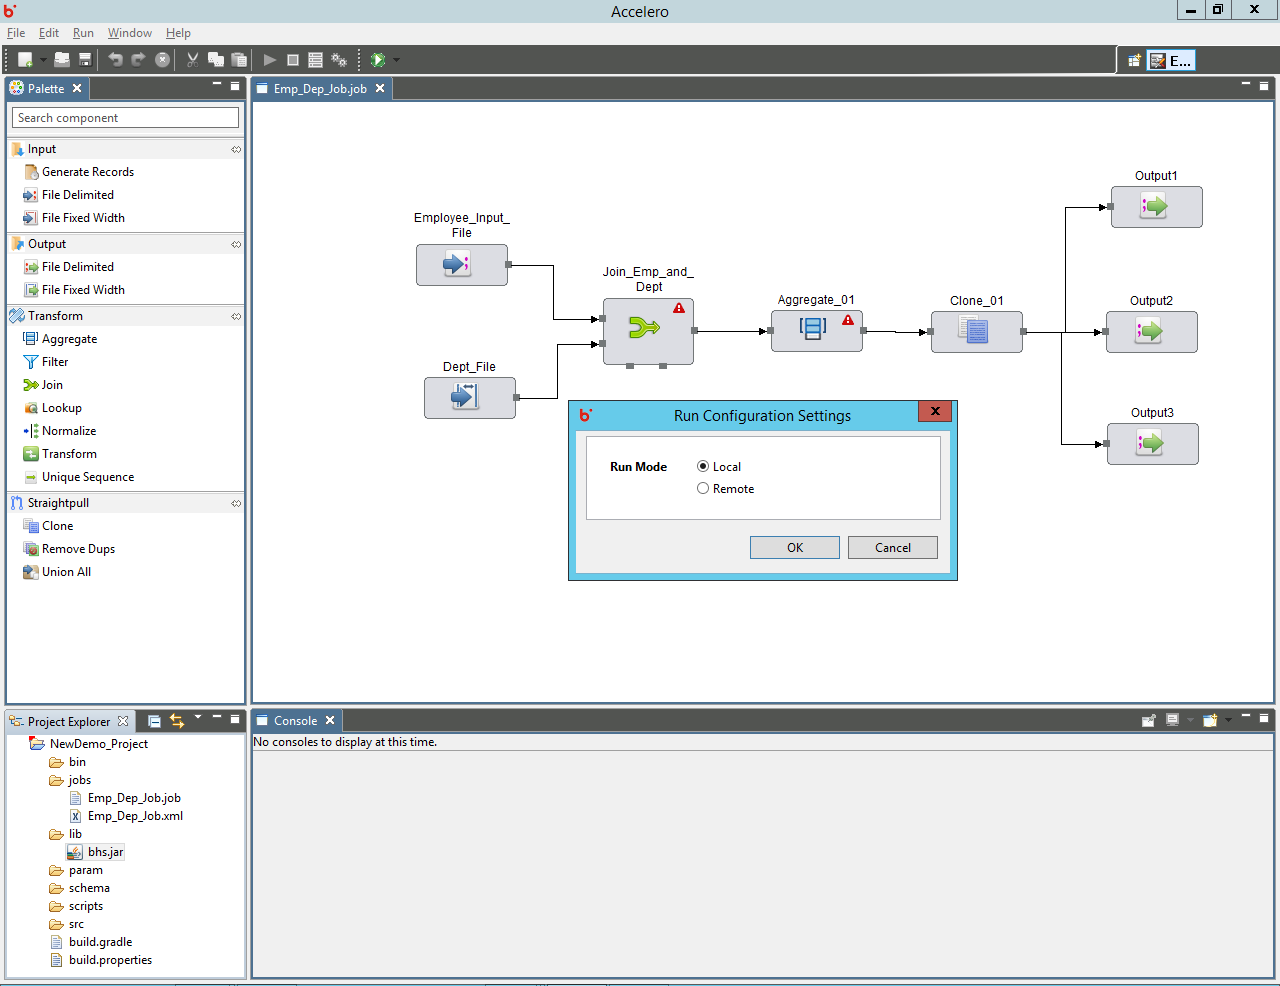 Accelero
File Edit Run Window Help
E...
Palette
Search component
Input
Generate Records
File Delimited
File Fixed Width
Output
File Delimited
File Fixed Width
Transform
Aggregate
Filter
Join
Lookup
Normalize
Transform
Unique Sequence
Straightpull
Clone
Remove Dups
Union All
Emp_Dep_Job.job
Employee_Input_
File
Dept_File
Join_Emp_and_
Dept
Aggregate_01
Clone_01
Output1
Output2
Output3
Run Configuration Settings
Run Mode
Local
Remote
OK
Cancel
Project Explorer
NewDemo_Project
bin
jobs
Emp_Dep_Job.job
Emp_Dep_Job.xml
lib
bhs.jar
param
schema
scripts
src
build.gradle
build.properties
Console
No consoles to display at this time.